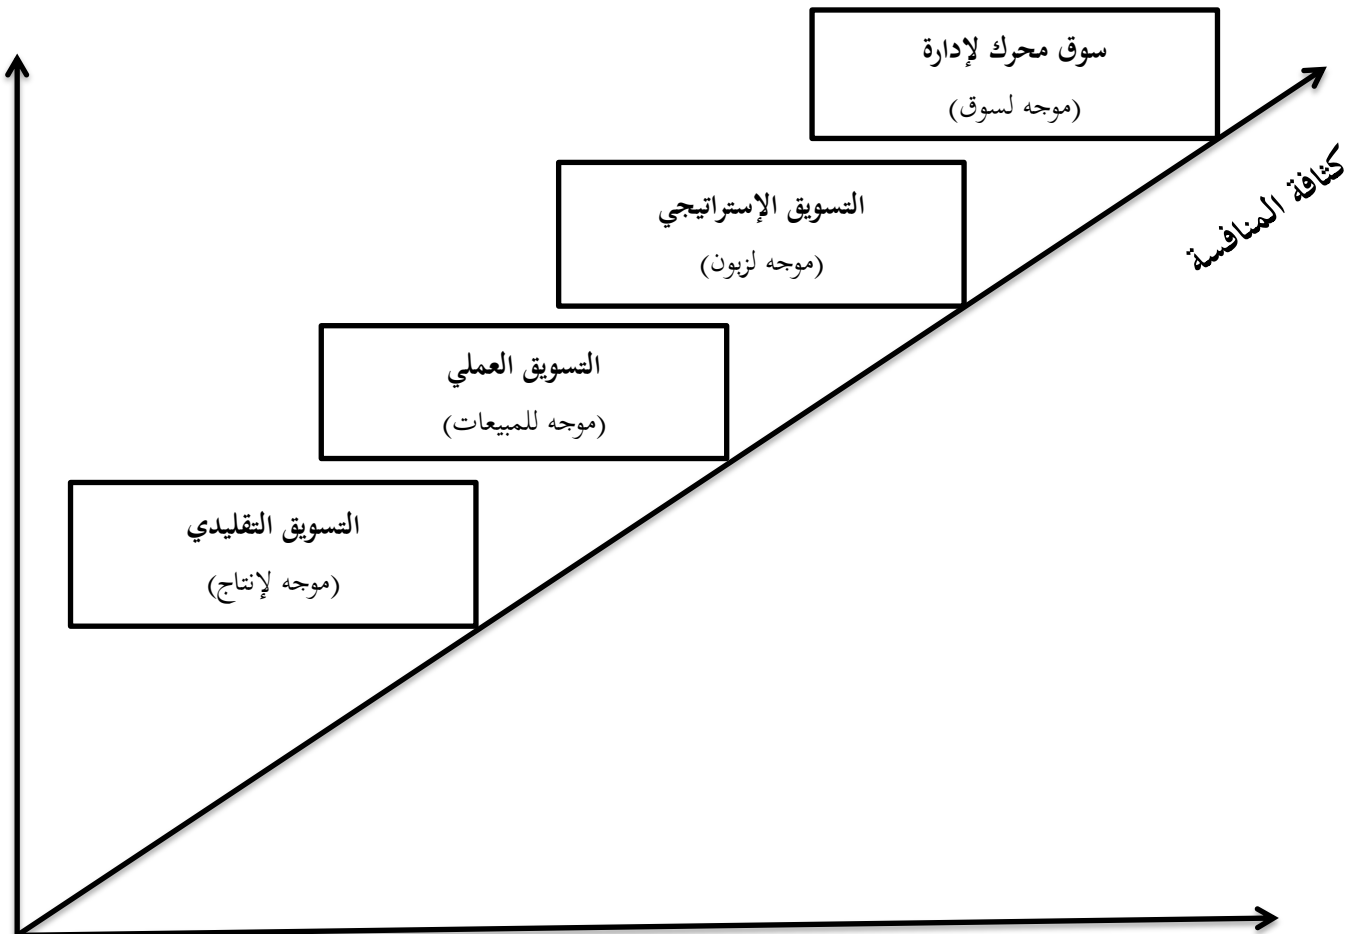 سوق محرك لإدارة
(موجه لسوق)
كثافة المنافسة
التسويق الإستراتيجي
(موجه لزبون)
التسويق العملي
(موجه للمبيعات)
التسويق التقليدي
(موجه لإنتاج)